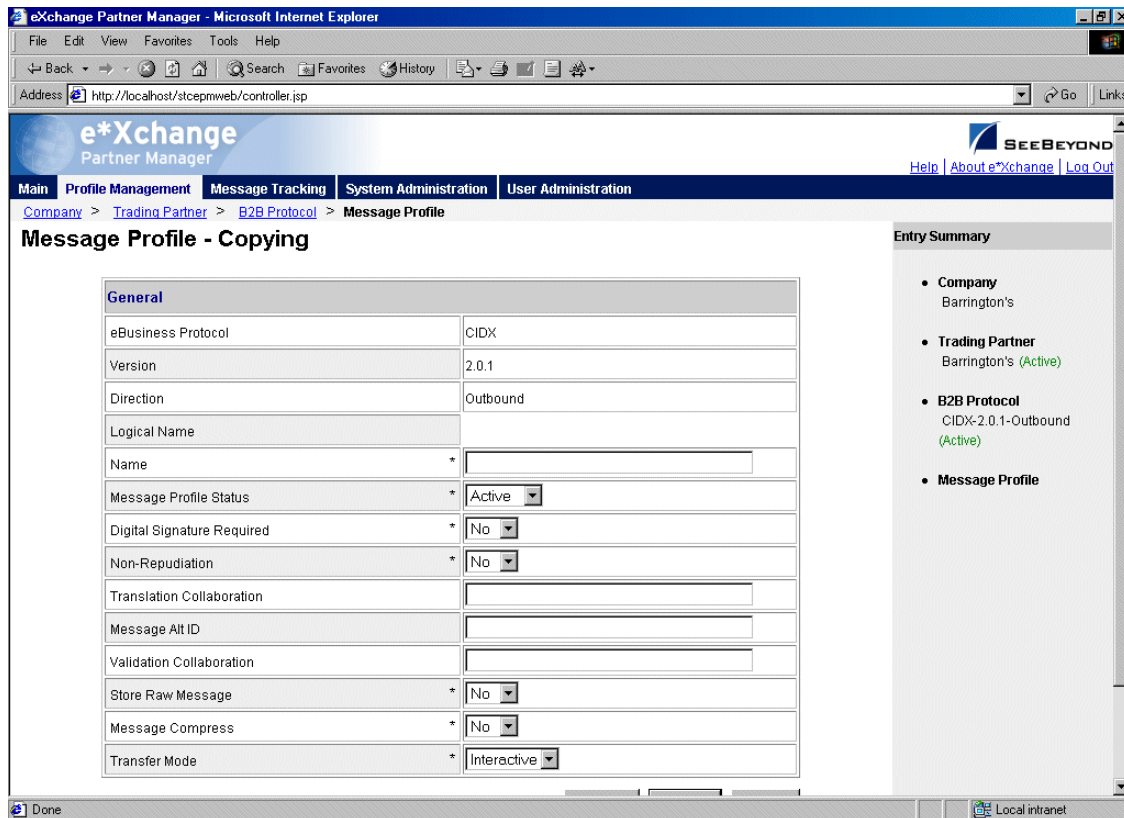 eXchange Partner Manager - Microsoft Internet Explorer
File Edit View Favorites Tools Help
Back Search Favorites History
Address http://localhost/stcepmweb/controller.jsp Go Links
e*Xchange
Partner Manager
SEEBEYOND
Help | About e*Xchange | Log Out
Main Profile Management Message Tracking System Administration User Administration
Company > Trading Partner > B2B Protocol > Message Profile
Message Profile - Copying
General
eBusiness Protocol CIDX
Version 2.0.1
Direction Outbound
Logical Name
Name *
Message Profile Status * Active
Digital Signature Required * No
Non-Repudiation * No
Translation Collaboration
Message Alt ID
Validation Collaboration
Store Raw Message * No
Message Compress * No
Transfer Mode * Interactive
Entry Summary
• Company
Barrington's
• Trading Partner
Barrington's (Active)
• B2B Protocol
CIDX-2.0.1-Outbound
(Active)
• Message Profile
Done Local intranet